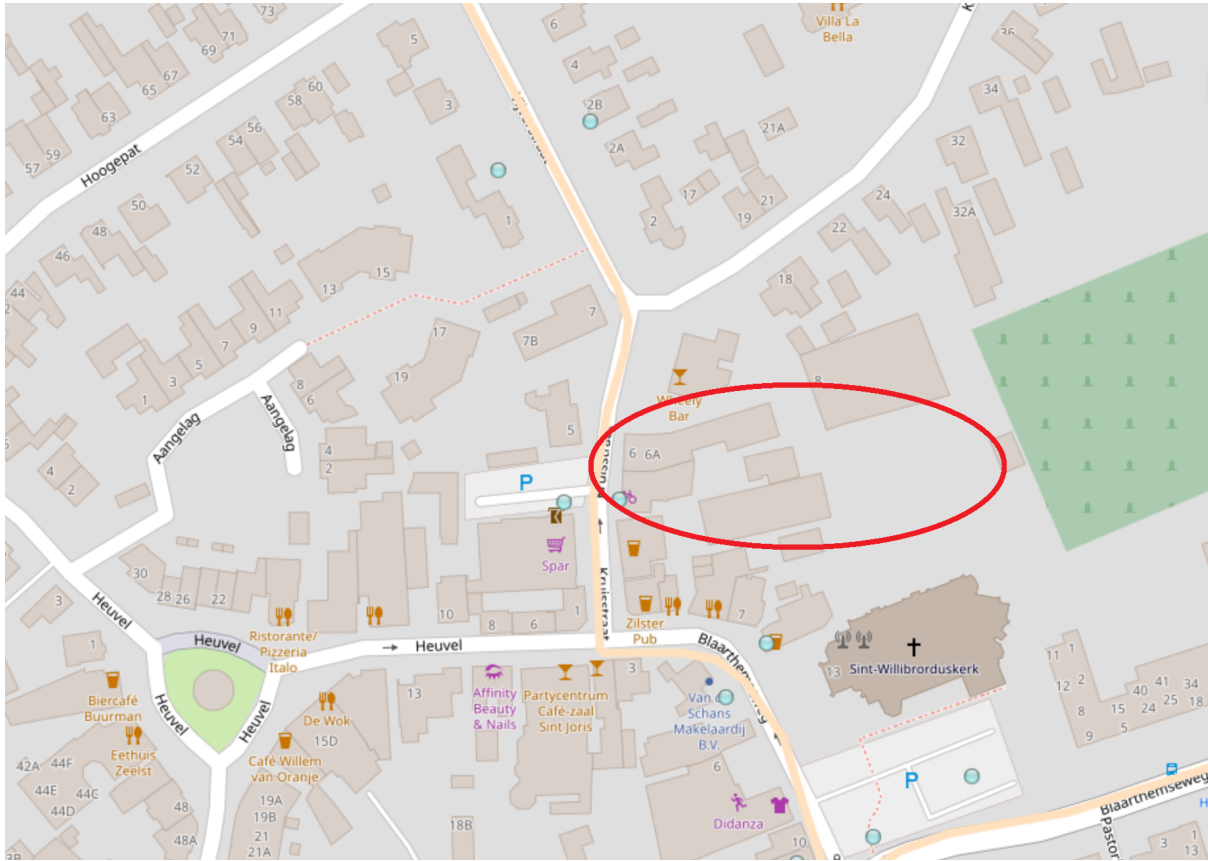 73
71
69
67
65
63
59
57
Hoogepat
60
58
56
54
52
50
48
46
44
5
3
1
6
4
2B
2A
Villa La
Bella
36
34
32
32A
21A
21
19
17
2
24
22
18
8
15
13
11
9
7
5
3
1
17
19
7
7B
8
6
4
2
Aangelag
Aangelag
4
2
5
Wheely
Bar
6
6A
P
Spar
Kruisstraat
10
8
6
1
30
28
26
22
3
1
Heuvel
Heuvel
Heuvel
Heuvel
Heuvel
Ristorante/
Pizzeria
Italo
Zilster
Pub
7
Blaarthemseweg
13
Sint-Willibrorduskerk
Biercafé
Buurman
Eethuis
Zeelst
De Wok
15D
Café Willem
van Oranje
13
Affinity
Beauty
& Nails
Partycentrum
Café-zaal
Sint Joris
3
Schans
Makelaardij
B.V.
6
Didanza
10
42A
44F
44E
44C
44D
48
48A
19A
19B
21
21A
18B
11
1
12
2
8
9
5
15
40
24
41
25
34
18
P
Blaarthemseweg
3
1
13
H